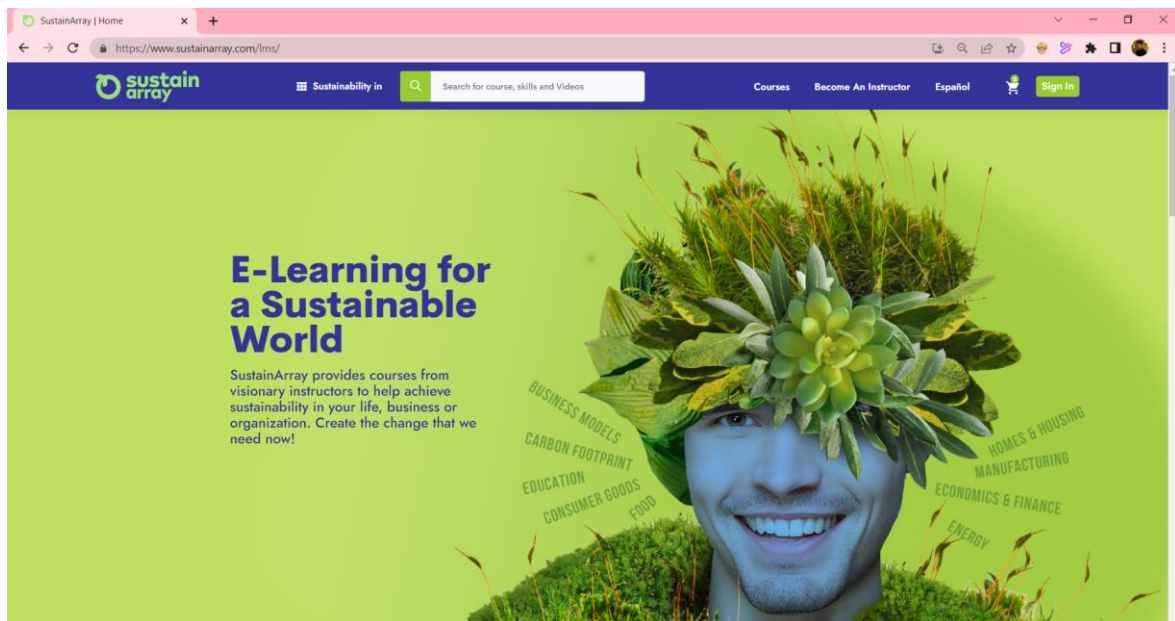 SustainArray | Home
https://www.sustainarray.com/lms/
sustain
array
Sustainability in
Search for course, skills and Videos
Courses
Become An Instructor
Español
Sign In
E-Learning for
a Sustainable
World
SustainArray provides courses from
visionary instructors to help achieve
sustainability in your life, business or
organization. Create the change that we
need now!
BUSINESS MODELS
CARBON FOOTPRINT
EDUCATION
CONSUMER GOODS
FOOD
HOMES & HOUSING
MANUFACTURING
ECONOMICS & FINANCE
ENERGY